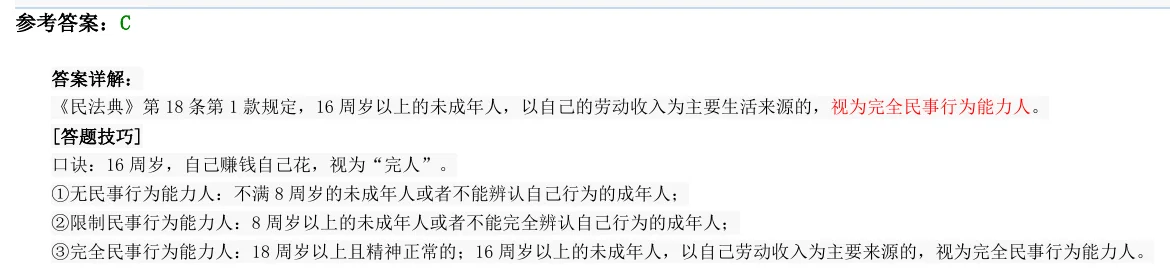 参考答案：C
答案详解：
《民法典》第 18 条第 1 款规定，16 周岁以上的未成年人，以自己的劳动收入为主要生活来源的，视为完全民事行为能力人。
[答题技巧]
口诀：16 周岁，自己赚钱自己花，视为“完人”。
①无民事行为能力人：不满 8 周岁的未成年人或者不能辨认自己行为的成年人；
②限制民事行为能力人：8 周岁以上的未成年人或者不能完全辨认自己行为的成年人；
③完全民事行为能力人：18 周岁以上且精神正常的；16 周岁以上的未成年人，以自己劳动收入为主要来源的，视为完全民事行为能力人。